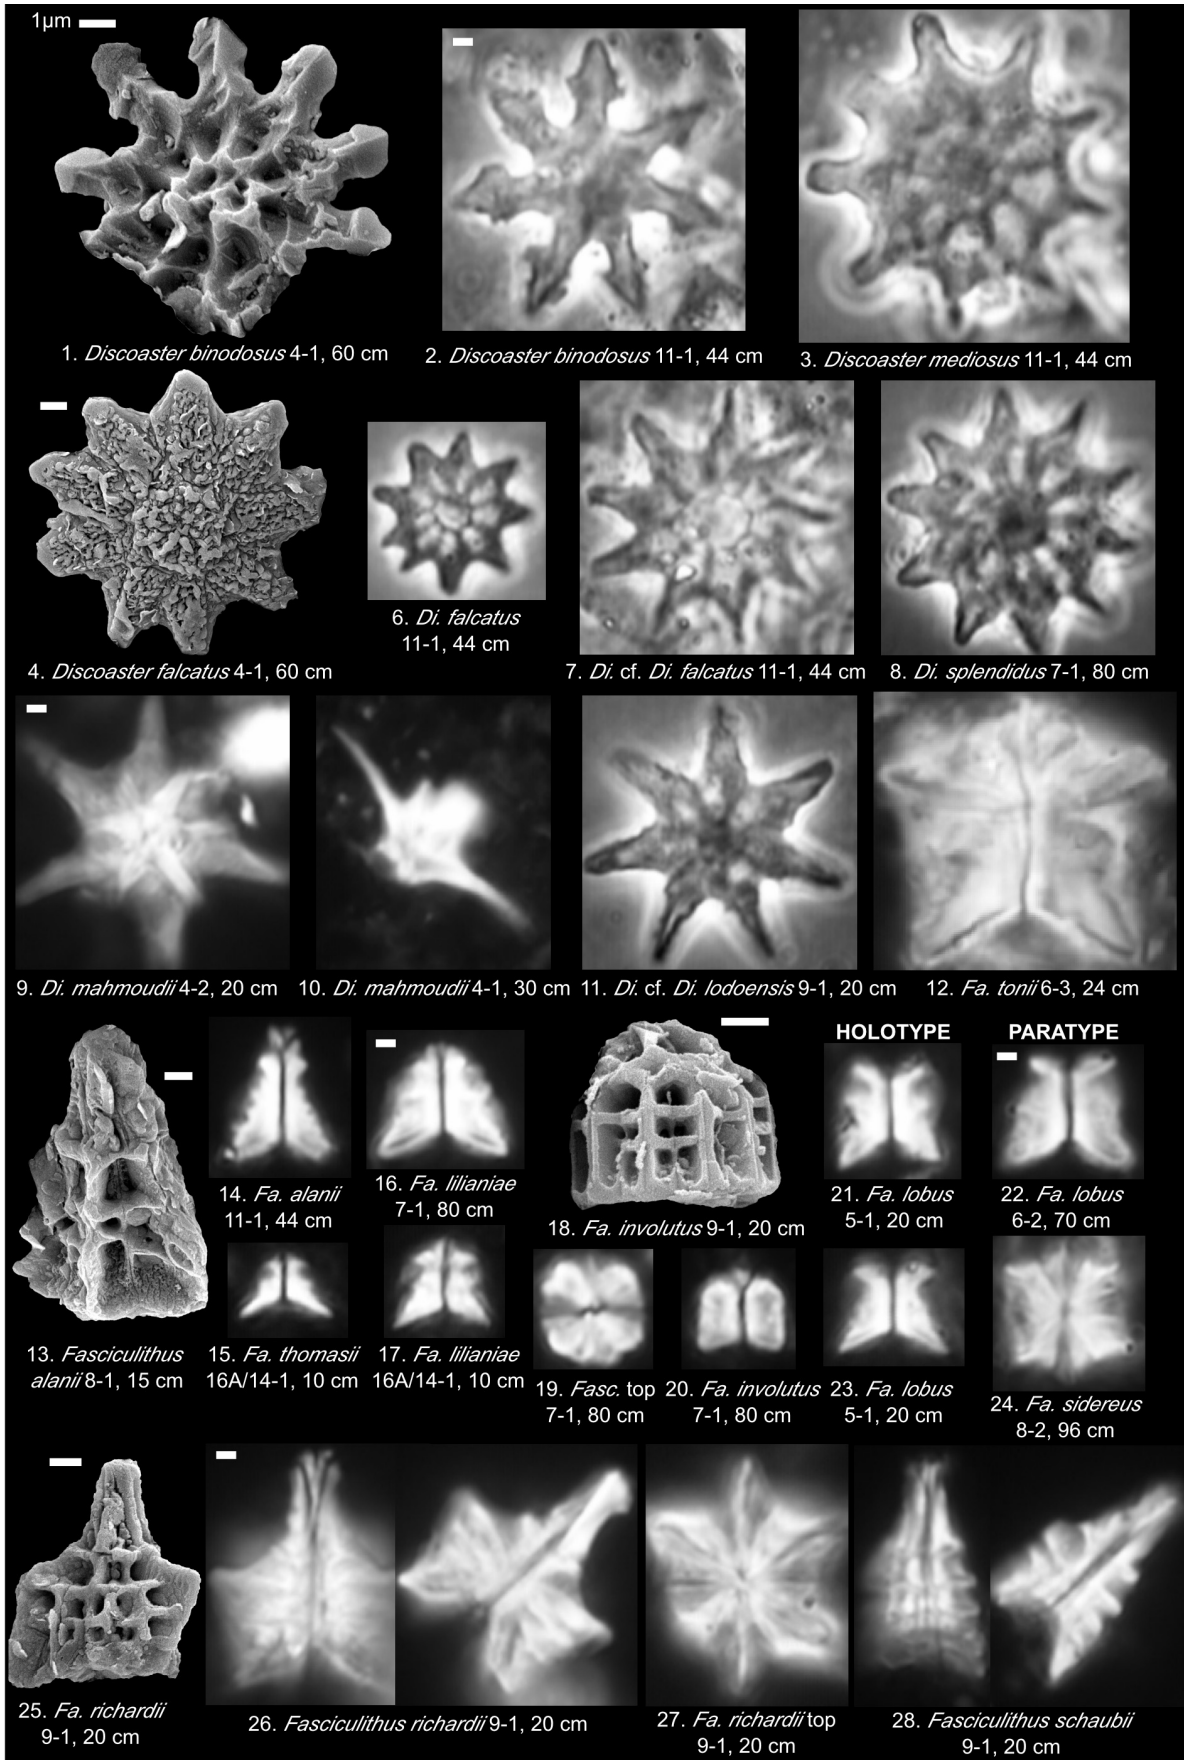 1µm
1. Discoaster binodosus 4-1, 60 cm
2. Discoaster binodosus 11-1, 44 cm
3. Discoaster mediosus 11-1, 44 cm
4. Discoaster falcatus 4-1, 60 cm
6. Di. falcatus
11-1, 44 cm
7. Di. cf. Di. falcatus 11-1, 44 cm
8. Di. splendidus 7-1, 80 cm
9. Di. mahmoudii 4-2, 20 cm
10. Di. mahmoudii 4-1, 30 cm
11. Di. cf. Di. lodoensis 9-1, 20 cm
12. Fa. tonii 6-3, 24 cm
HOLOTYPE
PARATYPE
13. Fasciculithus
alanii 8-1, 15 cm
14. Fa. alanii
11-1, 44 cm
15. Fa. thomasii
16A/14-1, 10 cm
16. Fa. lilianiae
7-1, 80 cm
17. Fa. lilianiae
16A/14-1, 10 cm
18. Fa. involutus 9-1, 20 cm
19. Fasc. top
7-1, 80 cm
20. Fa. involutus
7-1, 80 cm
21. Fa. lobus
5-1, 20 cm
22. Fa. lobus
6-2, 70 cm
23. Fa. lobus
5-1, 20 cm
24. Fa. sidereus
8-2, 96 cm
25. Fa. richardii
9-1, 20 cm
26. Fasciculithus richardii 9-1, 20 cm
27. Fa. richardii top
9-1, 20 cm
28. Fasciculithus schaubii
9-1, 20 cm